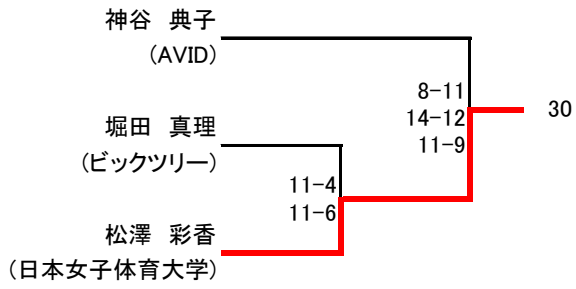 神谷　典子
(AVID)
8-11
14-12
11-9
30
堀田　真理
(ビックツリー)
11-4
11-6
松澤　彩香
(日本女子体育大学)